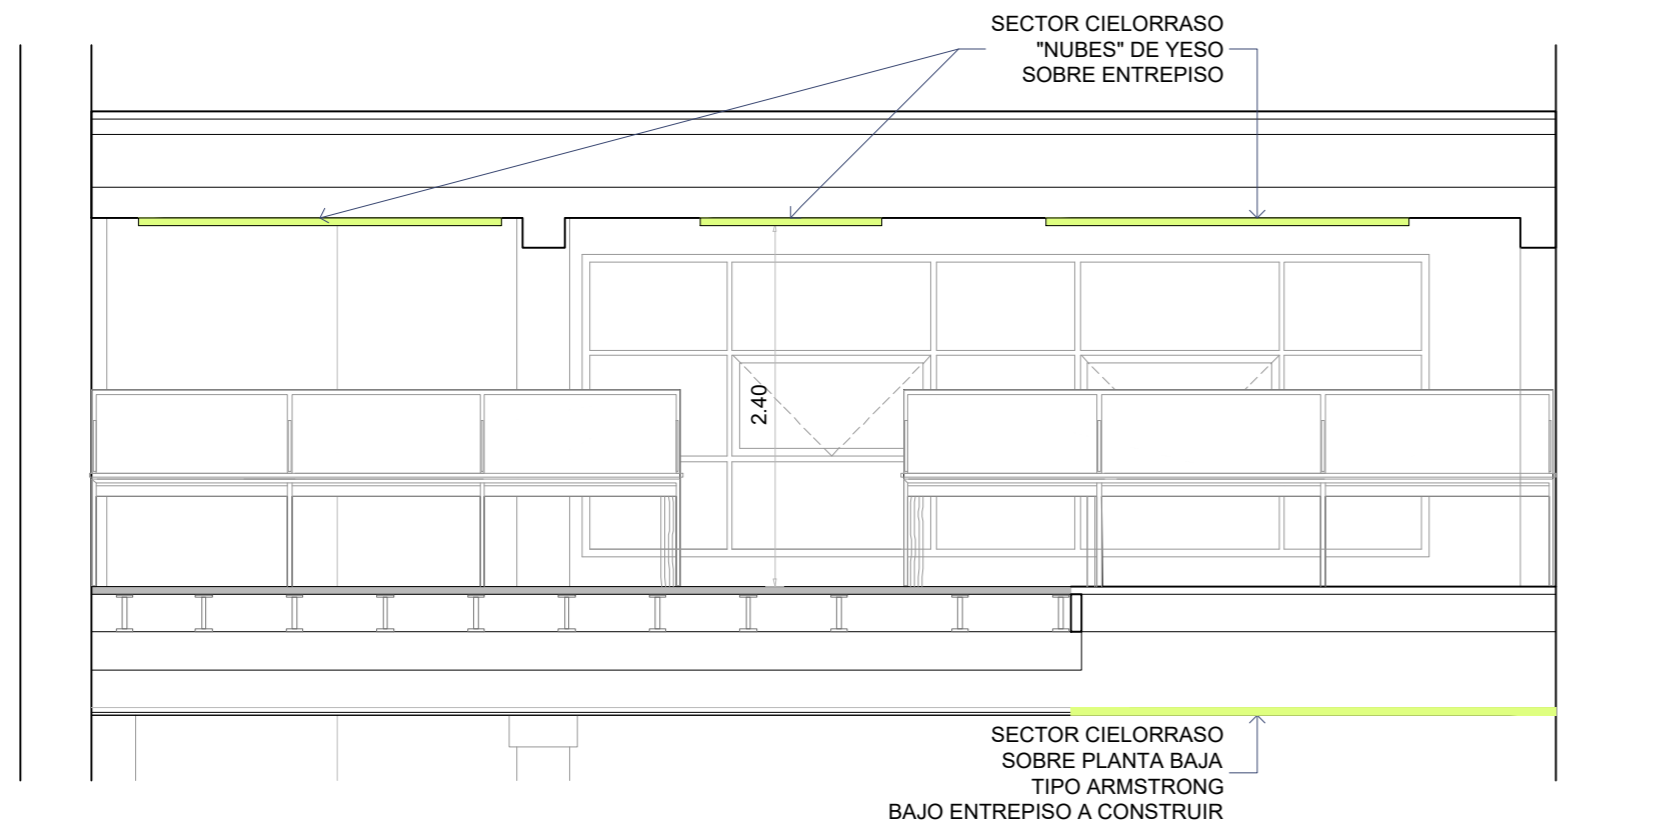 SECTOR CIELORRASO
"NUBES" DE YESO
SOBRE ENTREPISO
2.40
SECTOR CIELORRASO
SOBRE PLANTA BAJA
TIPO ARMSTRONG
BAJO ENTREPISO A CONSTRUIR